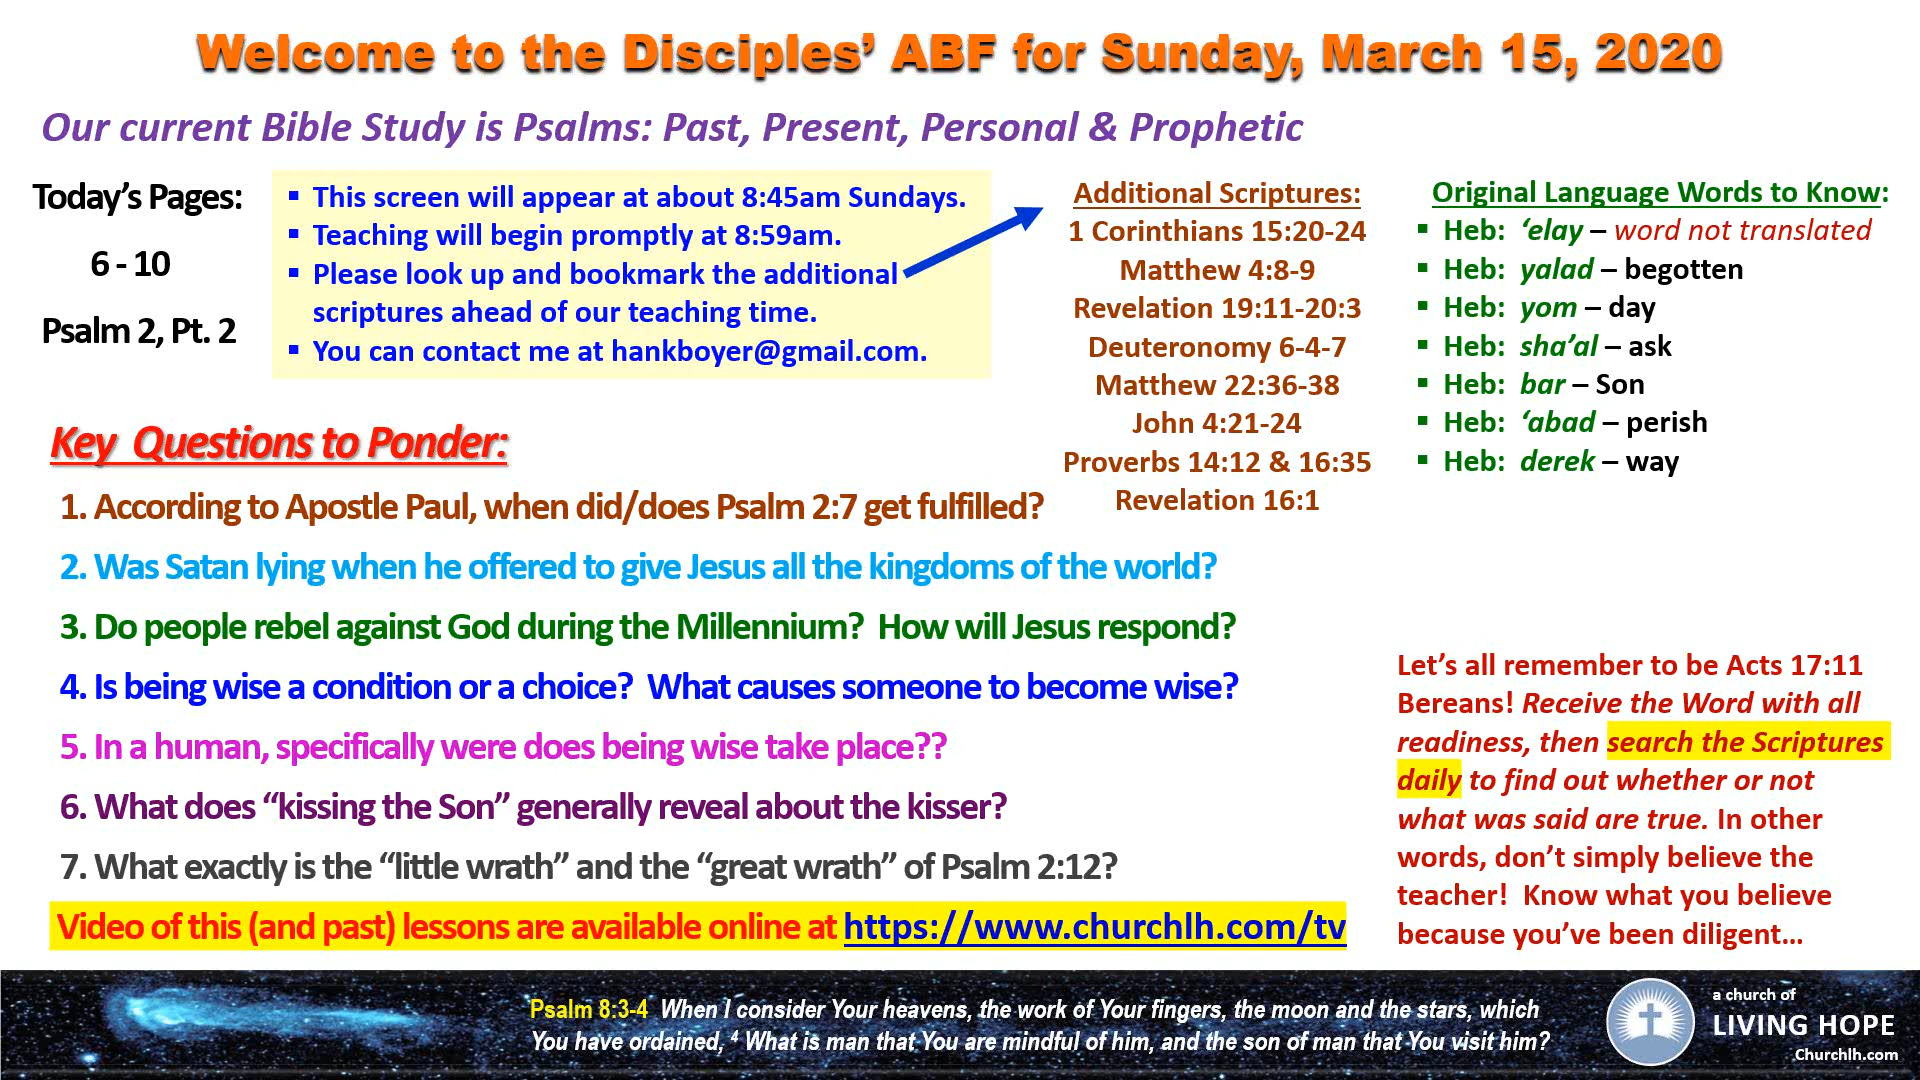 Welcome to the Disciples’ ABF for Sunday, March 15, 2020
Our current Bible Study is Psalms: Past, Present, Personal & Prophetic
Today’s Pages:
6 - 10
Psalm 2, Pt. 2
▪ This screen will appear at about 8:45am Sundays.
▪ Teaching will begin promptly at 8:59am.
▪ Please look up and bookmark the additional
scriptures ahead of our teaching time.
▪ You can contact me at hankboyer@gmail.com.
Additional Scriptures:
1 Corinthians 15:20-24
Matthew 4:8-9
Revelation 19:11-20:3
Deuteronomy 6-4-7
Matthew 22:36-38
John 4:21-24
Proverbs 14:12 & 16:35
Revelation 16:1
Original Language Words to Know:
▪ Heb: ‘elay – word not translated
▪ Heb: yalad – begotten
▪ Heb: yom – day
▪ Heb: sha’al – ask
▪ Heb: bar – Son
▪ Heb: ‘abad – perish
▪ Heb: derek – way
Key Questions to Ponder:
1. According to Apostle Paul, when did/does Psalm 2:7 get fulfilled?
2. Was Satan lying when he offered to give Jesus all the kingdoms of the world?
3. Do people rebel against God during the Millennium? How will Jesus respond?
4. Is being wise a condition or a choice? What causes someone to become wise?
5. In a human, specifically were does being wise take place??
6. What does “kissing the Son” generally reveal about the kisser?
7. What exactly is the “little wrath” and the “great wrath” of Psalm 2:12?
Video of this (and past) lessons are available online at https://www.churchlh.com/tv
Let’s all remember to be Acts 17:11
Bereans! Receive the Word with all
readiness, then search the Scriptures
daily to find out whether or not
what was said are true. In other
words, don’t simply believe the
teacher! Know what you believe
because you’ve been diligent…
Psalm 8:3-4 When I consider Your heavens, the work of Your fingers, the moon and the stars, which
You have ordained, ⁴ What is man that You are mindful of him, and the son of man that You visit him?
a church of
LIVING HOPE
Churchlh.com